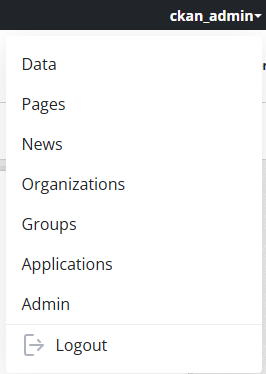 ckan_admin
Data
Pages
News
Organizations
Groups
Applications
Admin
Logout